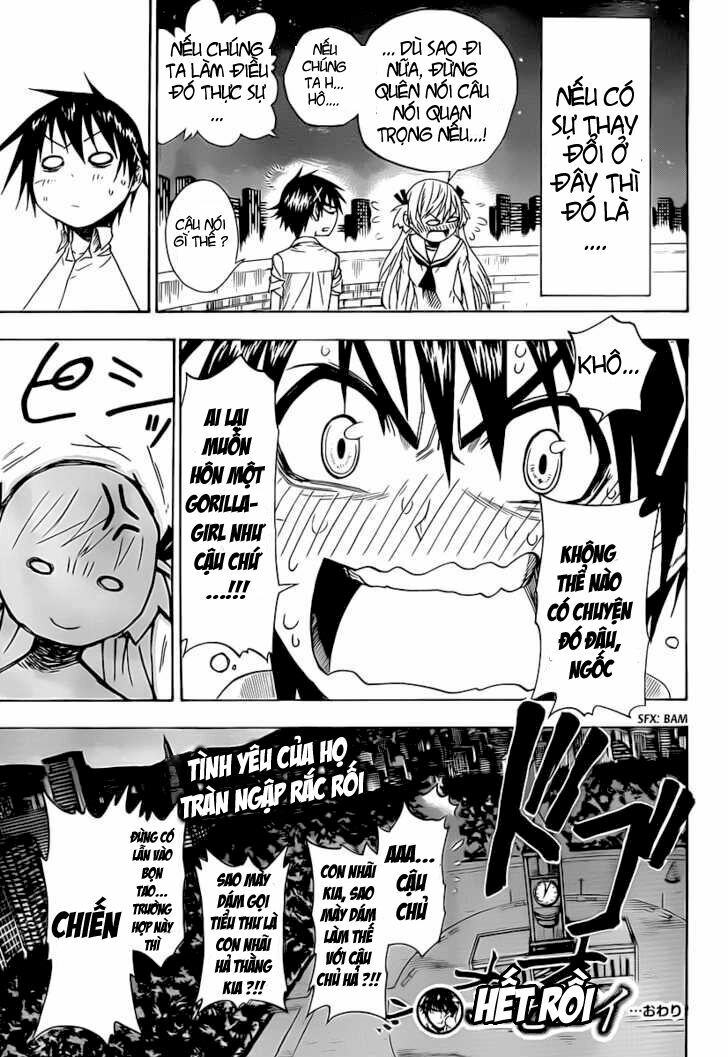 NẾU CÓ
SỰ THAY
ĐỔI Ở
ĐÂY THÌ
ĐÓ LÀ
....
... DÙ SAO ĐI
NỮA, ĐỪNG
QUÊN NÓI CÂU
NÓI QUAN
TRỌNG NẾU...!
NẾU
CHÚNG
TA H...
HÔ...
NẾU CHÚNG
TA LÀM ĐIỀU
ĐÓ THỰC SỰ
...
CÂU NÓI
GÌ THẾ ?
KHÔ...
KHÔNG
THỂ NÀO
CÓ CHUYỆN
ĐÓ ĐÂU,
NGỐC
AI LẠI
MUỐN
HÔN MỘT
GORILLA-
GIRL NHƯ
CẬU CHỨ
...!!!
ピー
SFX: BAM
TÌNH YÊU CỦA HỌ
TRÀN NGẬP RẮC RỐI
AAA...
CẬU
CHỦ
CON NHÃI
KIA, SAO
MÀY DÁM
LÀM THẾ
VỚI CẬU
CHỦ HẢ ?!!
SAO MÀY
DÁM GỌI
TIỂU THƯ LÀ
CON NHÃI
HẢ THẰNG
KIA ?!!
ĐỪNG CÓ
LẪN VÀO
BỌN
TAO...
TRƯỜNG
HỢP NÀY
THÌ
CHIẾN
HẾT RỒI
...おわり